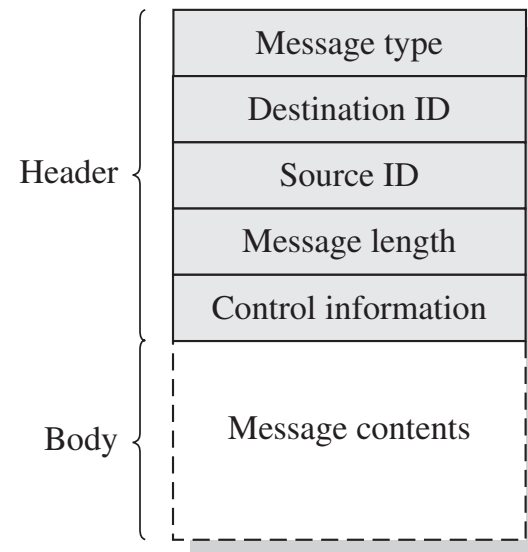 Message type
Destination ID
Header
Source ID
Message length
Control information
Body
Message contents